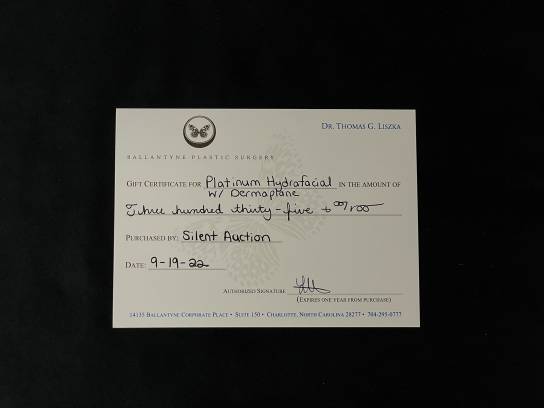 DR. THOMAS G. LISZKA
BALLANTYNE PLASTIC SURGERY
GIFT CERTIFICATE FOR Platinum Hydrafacial IN THE AMOUNT OF
w/ Dermaplane
Three hundred thirty-five + 00/100
PURCHASED BY: Silent Auction
DATE: 9-19-22
AUTHORIZED SIGNATURE
(EXPIRES ONE YEAR FROM PURCHASE)
14135 BALLANTYNE CORPORATE PLACE • SUITE 150 • CHARLOTTE, NORTH CAROLINA 28277 • 704-295-0777